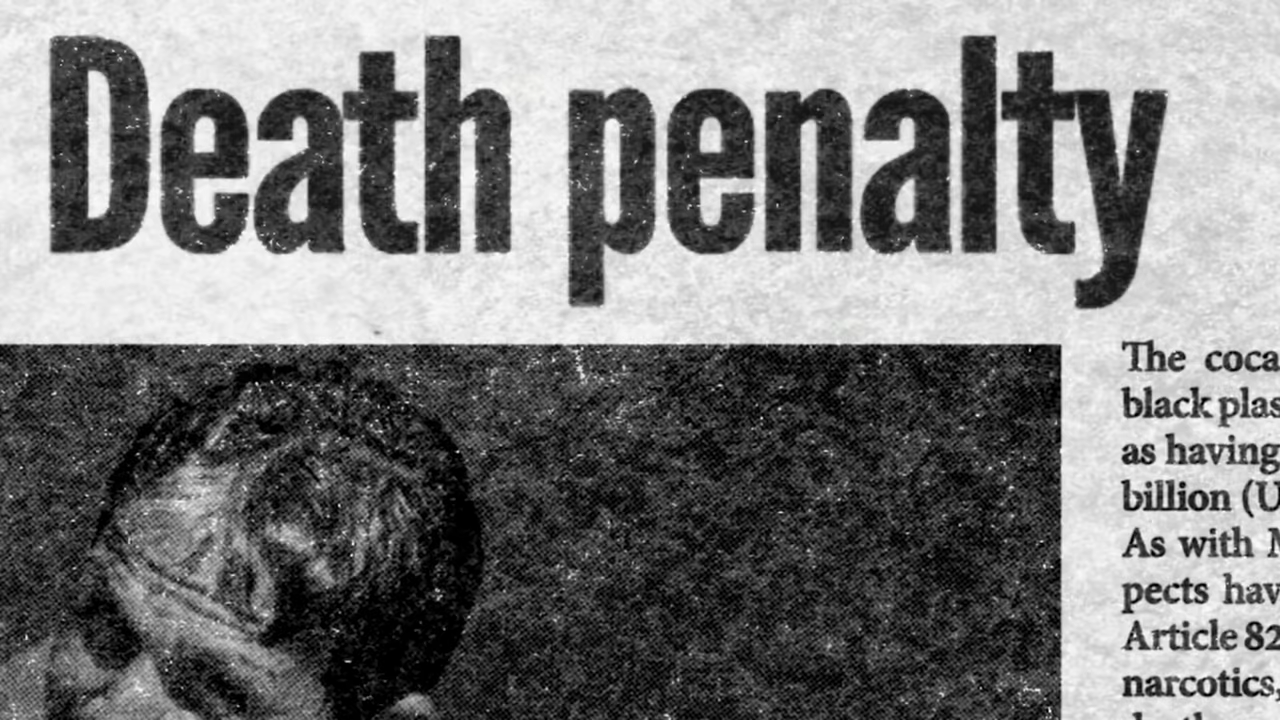 Death penalty
The coca
black plas
as having
billion (U
As with M
pects hav
Article 82
narcotics,